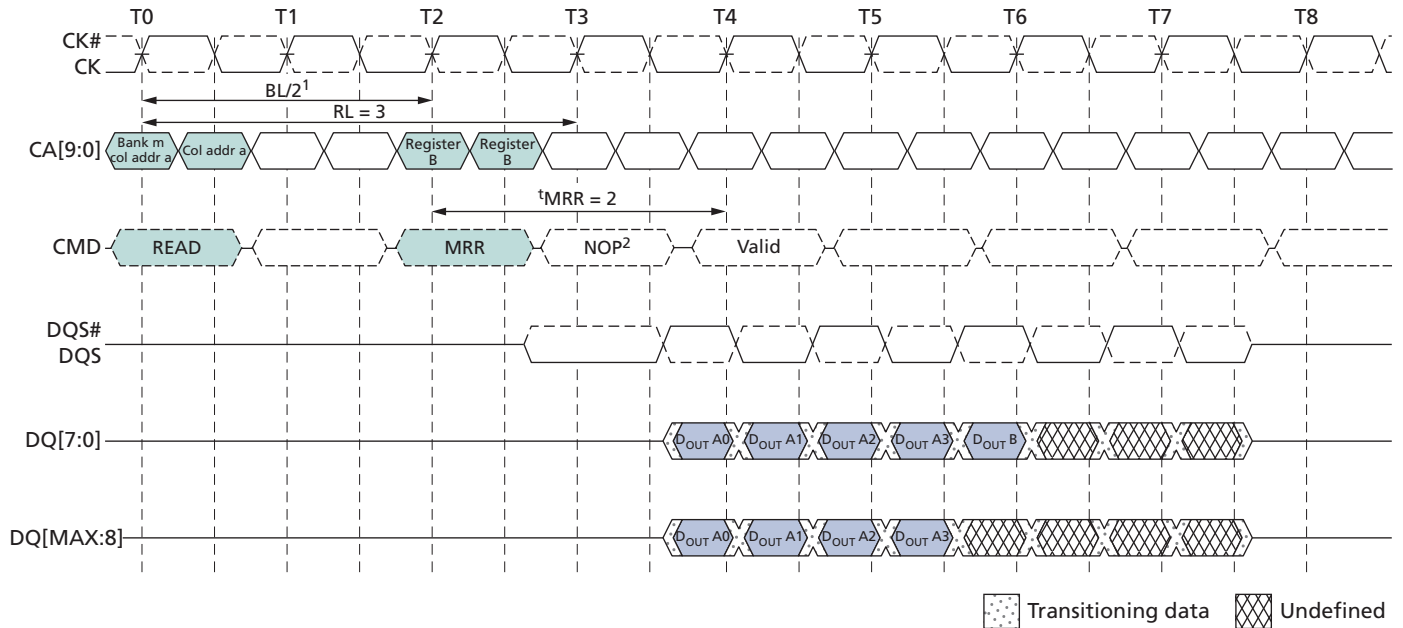 T0 T1 T2 T3 T4 T5 T6 T7 T8
CK#
CK
BL/2¹
RL = 3
CA[9:0]
Bank m
col addr a
Col addr a
Register
B
Register
B
ᵗMRR = 2
CMD
READ
MRR
NOP²
Valid
DQS#
DQS
DQ[7:0]
DOUT A0 DOUT A1 DOUT A2 DOUT A3 DOUT B
DQ[MAX:8]
DOUT A0 DOUT A1 DOUT A2 DOUT A3
Transitioning data
Undefined